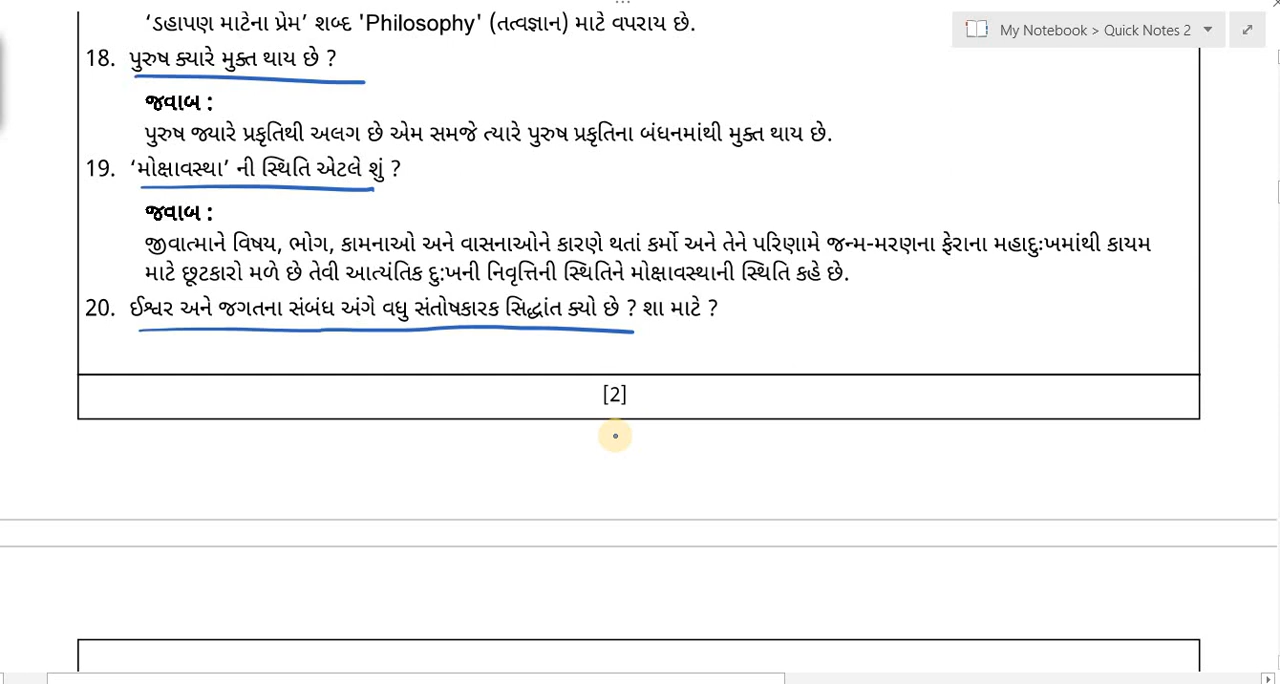 ‘ડહાપણ માટેના પ્રેમ’ શબ્દ 'Philosophy' (તત્વજ્ઞાન) માટે વપરાય છે.
My Notebook > Quick Notes 2
18. પુરુષ ક્યારે મુક્ત થાય છે ?
જવાબ :
પુરુષ જ્યારે પ્રકૃતિથી અલગ છે એમ સમજે ત્યારે પુરુષ પ્રકૃતિના બંધનમાંથી મુક્ત થાય છે.
19. ‘મોક્ષાવસ્થા’ ની સ્થિતિ એટલે શું ?
જવાબ :
જીવાત્માને વિષય, ભોગ, કામનાઓ અને વાસનાઓને કારણે થતાં કર્મો અને તેને પરિણામે જન્મ-મરણના ફેરાના મહાદુઃખમાંથી કાયમ
માટે છૂટકારો મળે છે તેવી આત્યંતિક દુ:ખની નિવૃત્તિની સ્થિતિને મોક્ષાવસ્થાની સ્થિતિ કહે છે.
20. ઈશ્વર અને જગતના સંબંધ અંગે વધુ સંતોષકારક સિદ્ધાંત ક્યો છે ? શા માટે ?
[2]